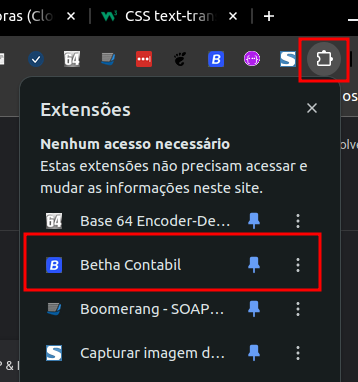 oras (Clo
CSS text-tran
64
Extensões
os
Nenhum acesso necessário
Estas extensões não precisam acessar e
mudar as informações neste site.
64 Base 64 Encoder-De...
B Betha Contabil
Boomerang - SOAP...
S Capturar imagem d...
olve
P & I